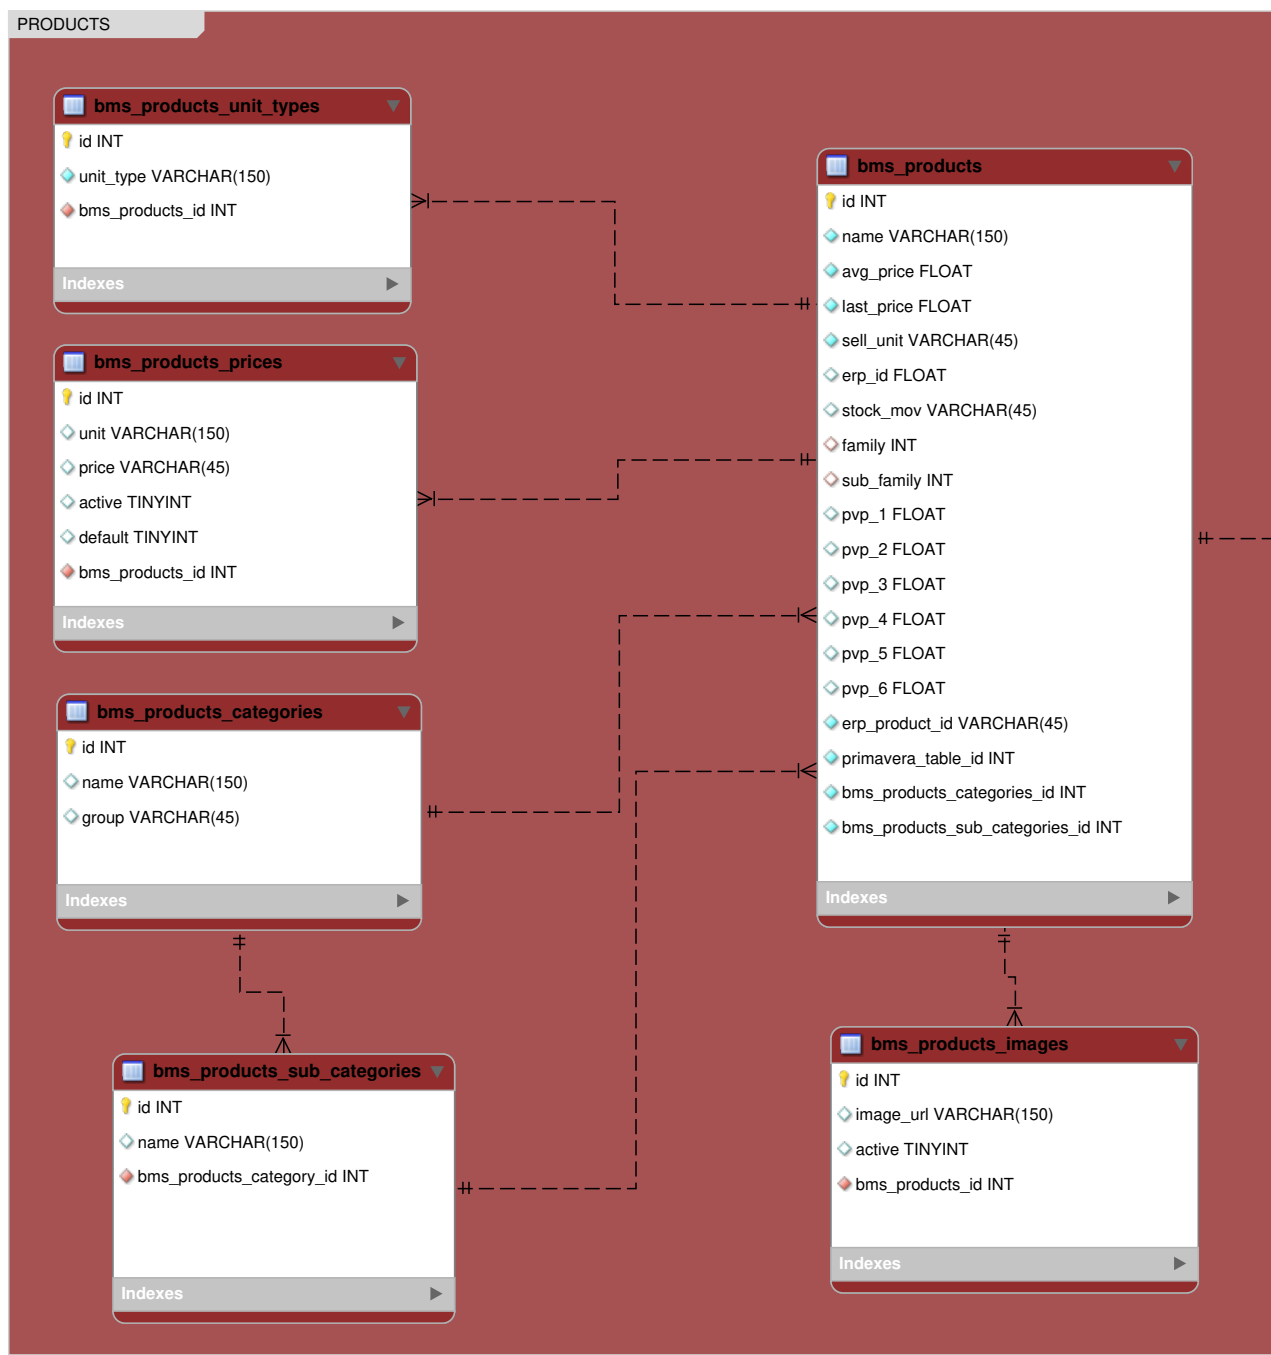 PRODUCTS
bms_products_unit_types
id INT
unit_type VARCHAR(150)
bms_products_id INT
Indexes
bms_products_prices
id INT
unit VARCHAR(150)
price VARCHAR(45)
active TINYINT
default TINYINT
bms_products_id INT
Indexes
bms_products_categories
id INT
name VARCHAR(150)
group VARCHAR(45)
Indexes
bms_products_sub_categories
id INT
name VARCHAR(150)
bms_products_category_id INT
Indexes
bms_products
id INT
name VARCHAR(150)
avg_price FLOAT
last_price FLOAT
sell_unit VARCHAR(45)
erp_id FLOAT
stock_mov VARCHAR(45)
family INT
sub_family INT
pvp_1 FLOAT
pvp_2 FLOAT
pvp_3 FLOAT
pvp_4 FLOAT
pvp_5 FLOAT
pvp_6 FLOAT
erp_product_id VARCHAR(45)
primavera_table_id INT
bms_products_categories_id INT
bms_products_sub_categories_id INT
Indexes
bms_products_images
id INT
image_url VARCHAR(150)
active TINYINT
bms_products_id INT
Indexes